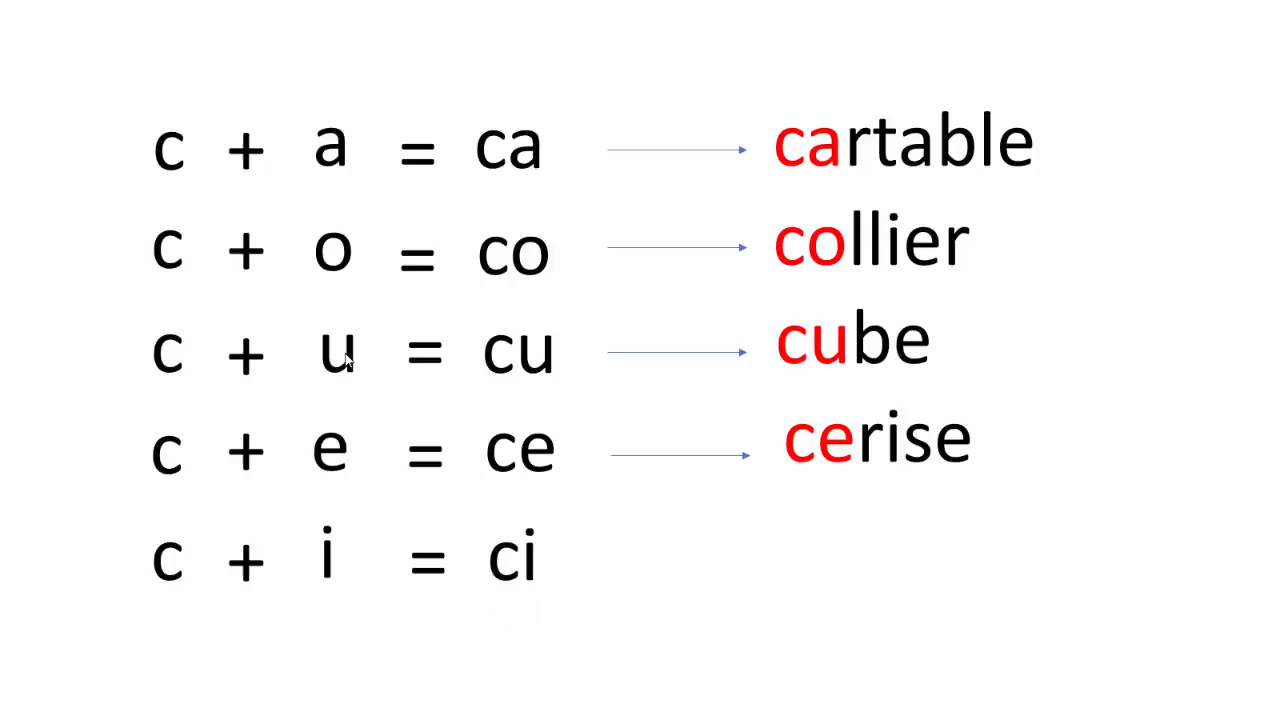 c + a = ca cartable
c + o = co collier
c + u = cu cube
c + e = ce cerise
c + i = ci